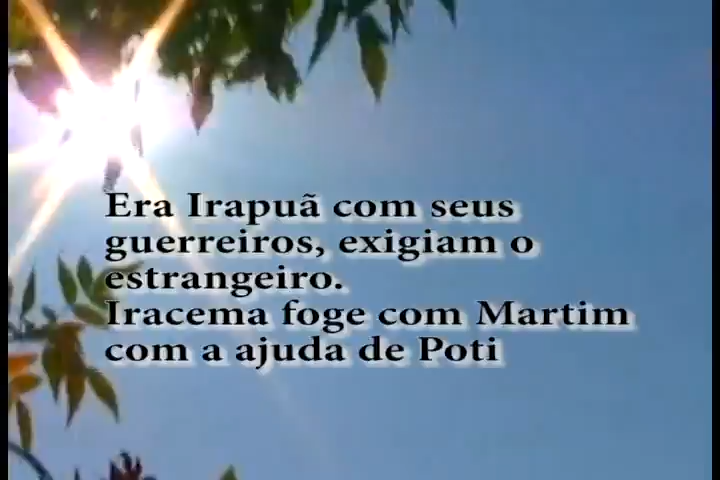 Era Irapuã com seus
guerreiros, exigiam o
estrangeiro.
Iracema foge com Martim
com a ajuda de Poti